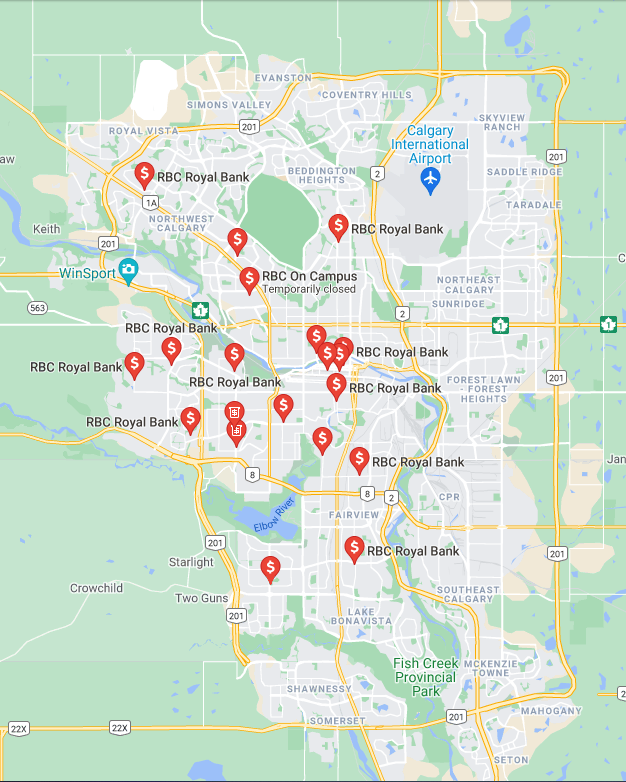 EVANSTON
COVENTRY HILLS
SIMONS VALLEY
201
SKYVIEW
RANCH
ROYAL VISTA
Calgary
International
Airport
201
aw
BEDDINGTON
HEIGHTS
2
SADDLE RIDGE
$ RBC Royal Bank
1A
TARADALE
NORTHWEST
CALGARY
$ RBC Royal Bank
Keith
201
$
C
WinSport
$ RBC On Campus
Temporarily closed
NORTHEAST
CALGARY
SUNRIDGE
563
1
2
1
1
RBC Royal Bank
$
$
$
$
$
$ RBC Royal Bank
RBC Royal Bank $
RBC Royal Bank
$ RBC Royal Bank
201
FOREST LAWN
- FOREST
HEIGHTS
RBC Royal Bank $
$
$
$
$
$ RBC Royal Bank
Jan
8
8
2
CPR
Elbow River
FAIRVIEW
201
Starlight
$ RBC Royal Bank
201
$
Crowchild
Two Guns
201
SOUTHEAST
CALGARY
LAKE
BONAVISTA
Fish Creek
Provincial
Park
MCKENZIE
TOWNE
SHAWNESSY
2
22X
22X
SOMERSET
201
MAHOGANY
SETON